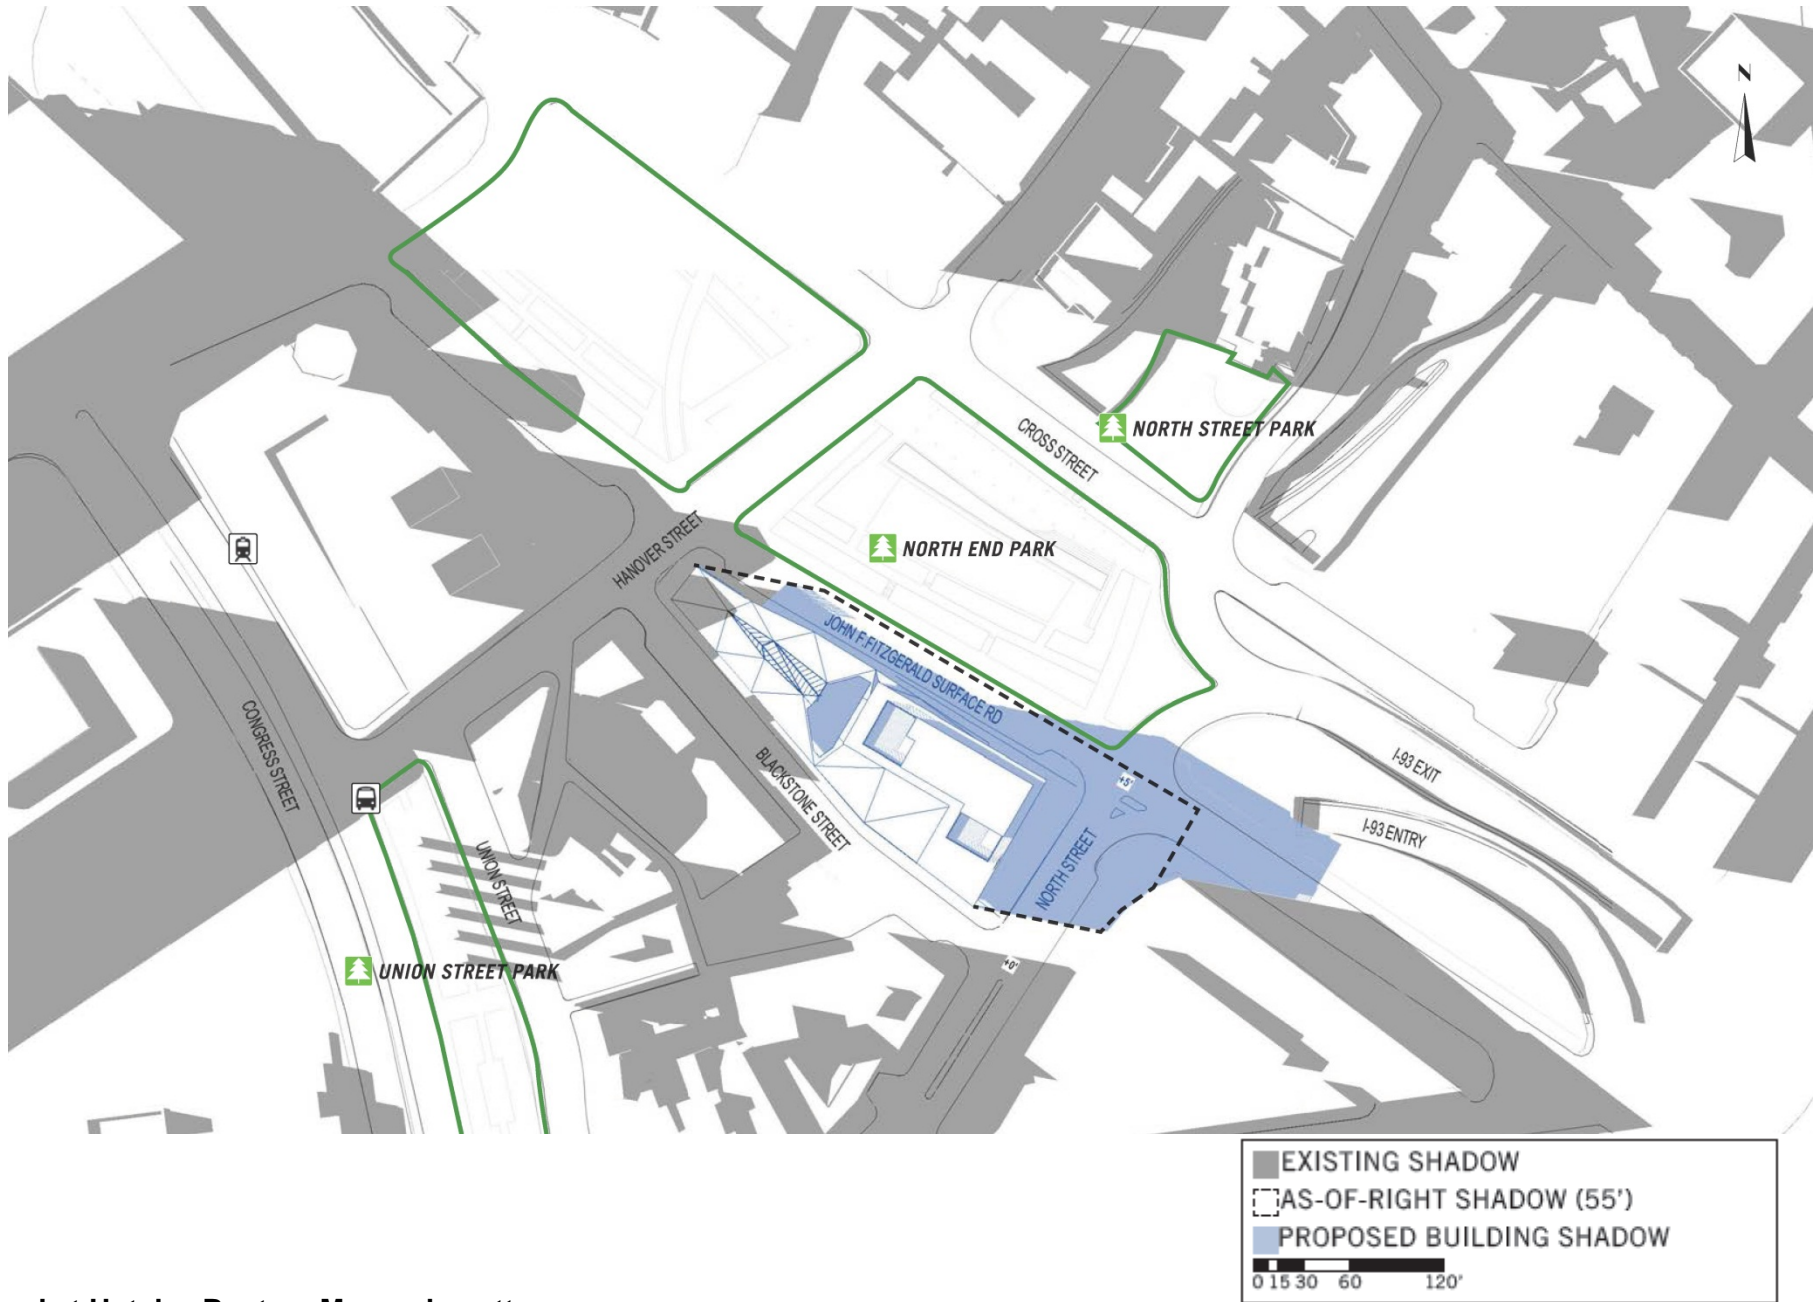 N
NORTH STREET PARK
CROSS STREET
NORTH END PARK
HANOVER STREET
JOHN F.FITZGERALD SURFACE RD
CONGRESS STREET
BLACKSTONE STREET
I-93 EXIT
+5'
I-93 ENTRY
UNION STREET
NORTH STREET
UNION STREET PARK
+0'
EXISTING SHADOW
AS-OF-RIGHT SHADOW (55')
PROPOSED BUILDING SHADOW
0 15 30 60 120'